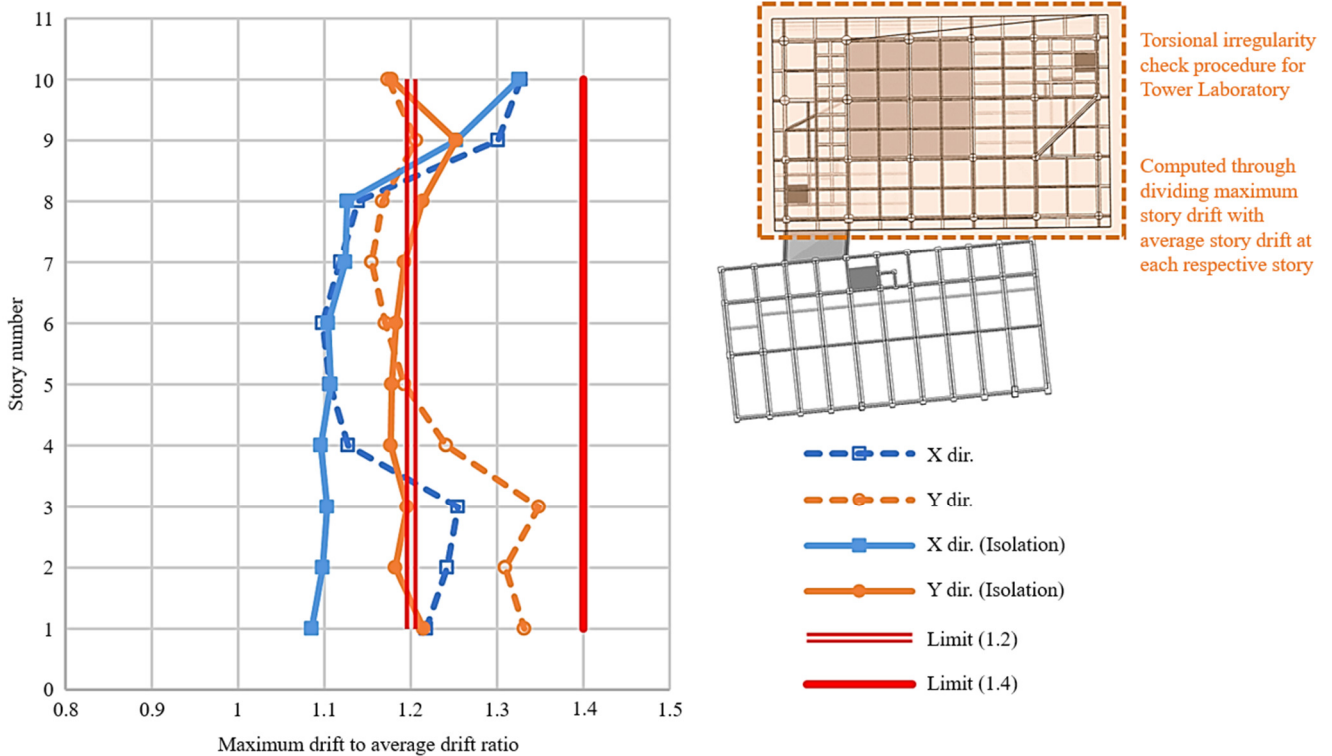 11
10
9
8
7
6
5
4
3
2
1
0
Story number
0.8 0.9 1 1.1 1.2 1.3 1.4 1.5
Maximum drift to average drift ratio
Torsional irregularity
check procedure for
Tower Laboratory
Computed through
dividing maximum
story drift with
average story drift at
each respective story
X dir.
Y dir.
X dir. (Isolation)
Y dir. (Isolation)
Limit (1.2)
Limit (1.4)